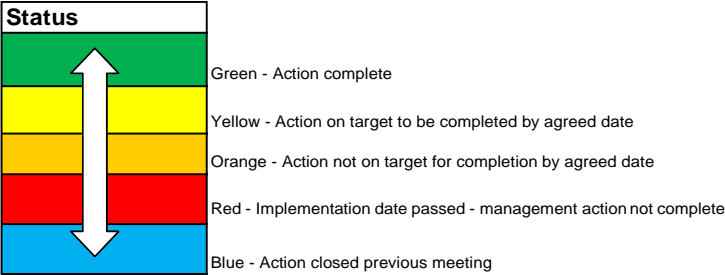 Status
Green - Action complete
Yellow - Action on target to be completed by agreed date
Orange - Action not on target for completion by agreed date
Red - Implementation date passed - management action not complete
Blue - Action closed previous meeting